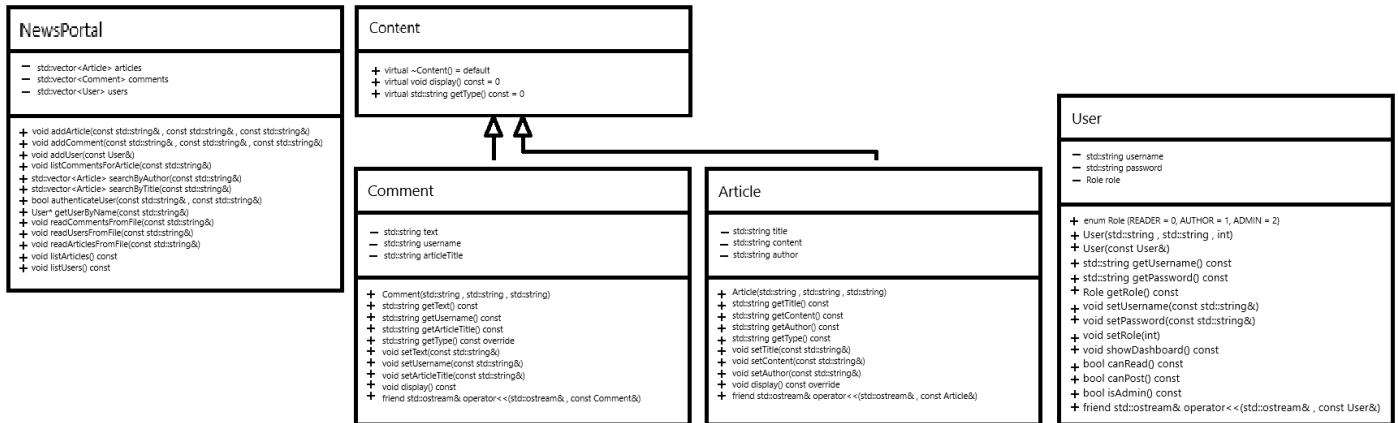 NewsPortal
− std::vector<Article> articles
− std::vector<Comment> comments
− std::vector<User> users
+ void addArticle(const std::string& , const std::string& , const std::string&)
+ void addComment(const std::string& , const std::string& , const std::string&)
+ void addUser(const User&)
+ void listCommentsForArticle(const std::string&)
+ std::vector<Article> searchByAuthor(const std::string&)
+ std::vector<Article> searchByTitle(const std::string&)
+ bool authenticateUser(const std::string& , const std::string&)
+ User* getUserByName(const std::string&)
+ void readCommentsFromFile(const std::string&)
+ void readUsersFromFile(const std::string&)
+ void readArticlesFromFile(const std::string&)
+ void listArticles() const
+ void listUsers() const
Content
+ virtual ~Content() = default
+ virtual void display() const = 0
+ virtual std::string getType() const = 0
Comment
− std::string text
− std::string username
− std::string articleTitle
+ Comment(std::string , std::string , std::string)
+ std::string getText() const
+ std::string getUsername() const
+ std::string getArticleTitle() const
+ std::string getType() const override
+ void setText(const std::string&)
+ void setUsername(const std::string&)
+ void setArticleTitle(const std::string&)
+ void display() const
+ friend std::ostream& operator<<(std::ostream& , const Comment&)
Article
− std::string title
− std::string content
− std::string author
+ Article(std::string , std::string , std::string)
+ std::string getTitle() const
+ std::string getContent() const
+ std::string getAuthor() const
+ std::string getType() const
+ void setTitle(const std::string&)
+ void setContent(const std::string&)
+ void setAuthor(const std::string&)
+ void display() const override
+ friend std::ostream& operator<<(std::ostream& , const Article&)
User
− std::string username
− std::string password
− Role role
+ enum Role {READER = 0, AUTHOR = 1, ADMIN = 2}
+ User(std::string , std::string , int)
+ User(const User&)
+ std::string getUsername() const
+ std::string getPassword() const
+ Role getRole() const
+ void setUsername(const std::string&)
+ void setPassword(const std::string&)
+ void setRole(int)
+ void showDashboard() const
+ bool canRead() const
+ bool canPost() const
+ bool isAdmin() const
+ friend std::ostream& operator<<(std::ostream& , const User&)